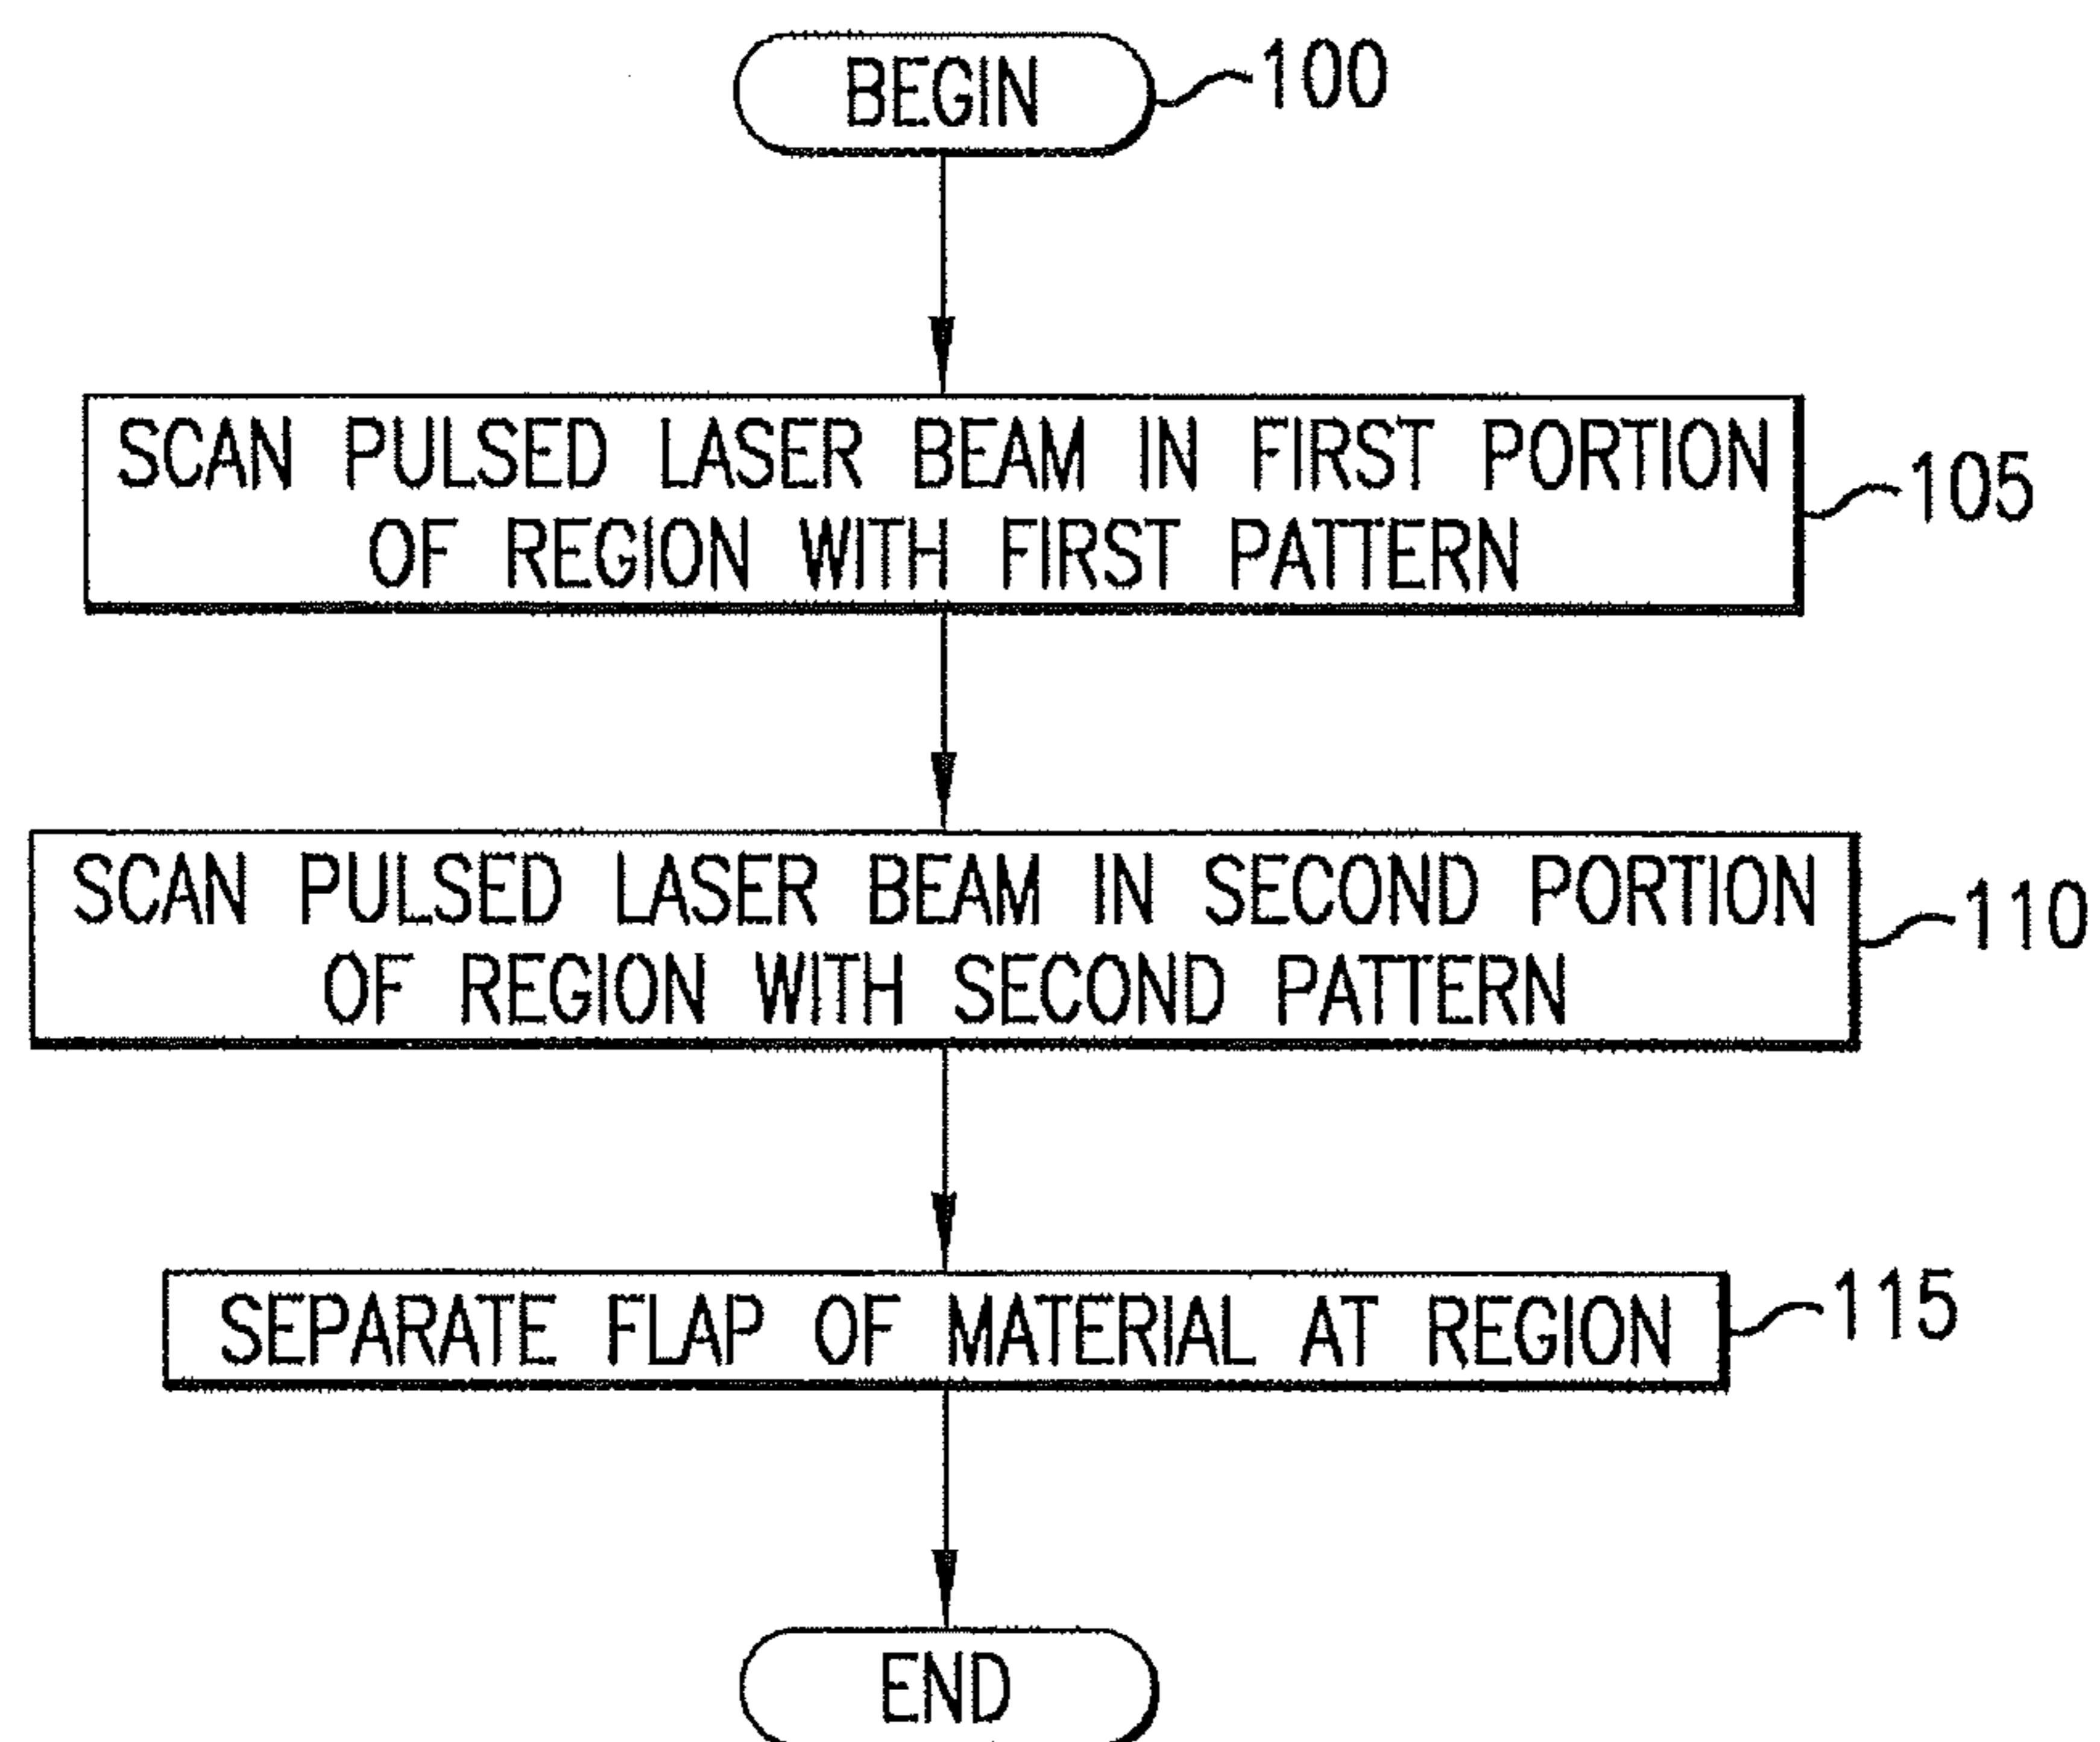 BEGIN
100
SCAN PULSED LASER BEAM IN FIRST PORTION
OF REGION WITH FIRST PATTERN
105
SCAN PULSED LASER BEAM IN SECOND PORTION
OF REGION WITH SECOND PATTERN
110
SEPARATE FLAP OF MATERIAL AT REGION
115
END